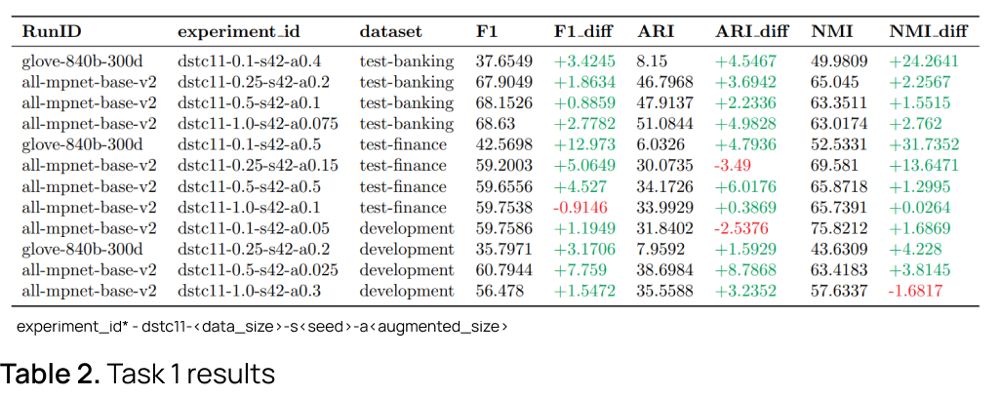 RunID experiment_id dataset F1 F1_diff ARI ARI_diff NMI NMI_diff
glove-840b-300d dstc11-0.1-s42-a0.4 test-banking 37.6549 +3.4245 8.15 +4.5467 49.9809 +24.2641
all-mpnet-base-v2 dstc11-0.25-s42-a0.2 test-banking 67.9049 +1.8634 46.7968 +3.6942 65.045 +2.2567
all-mpnet-base-v2 dstc11-0.5-s42-a0.1 test-banking 68.1526 +0.8859 47.9137 +2.2336 63.3511 +1.5515
all-mpnet-base-v2 dstc11-1.0-s42-a0.075 test-banking 68.63 +2.7782 51.0844 +4.9828 63.0174 +2.762
glove-840b-300d dstc11-0.1-s42-a0.5 test-finance 42.5698 +12.973 6.0326 +4.7936 52.5331 +31.7352
all-mpnet-base-v2 dstc11-0.25-s42-a0.15 test-finance 59.2003 +5.0649 30.0735 -3.49 69.581 +13.6471
all-mpnet-base-v2 dstc11-0.5-s42-a0.5 test-finance 59.6556 +4.527 34.1726 +6.0176 65.8718 +1.2995
all-mpnet-base-v2 dstc11-1.0-s42-a0.1 test-finance 59.7538 -0.9146 33.9929 +0.3869 65.7391 +0.0264
all-mpnet-base-v2 dstc11-0.1-s42-a0.05 development 59.7586 +1.1949 31.8402 -2.5376 75.8212 +1.6869
glove-840b-300d dstc11-0.25-s42-a0.2 development 35.7971 +3.1706 7.9592 +1.5929 43.6309 +4.228
all-mpnet-base-v2 dstc11-0.5-s42-a0.025 development 60.7944 +7.759 38.6984 +8.7868 63.4183 +3.8145
all-mpnet-base-v2 dstc11-1.0-s42-a0.3 development 56.478 +1.5472 35.5588 +3.2352 57.6337 -1.6817
experiment_id* - dstc11-<data_size>-s<seed>-a<augmented_size>
Table 2. Task 1 results